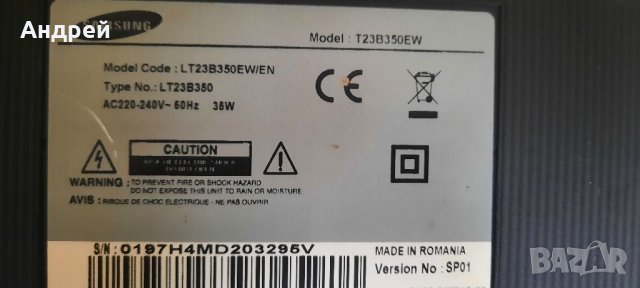 Андрей
SAMSUNG
Model : T23B350EW
Model Code : LT23B350EW/EN
Type No.: LT23B350
AC220-240V~ 50Hz 35W
CE
CAUTION
WARNING : TO PREVENT FIRE OR SHOCK HAZARD
DO NOT EXPOSE THIS UNIT TO RAIN OR MOISTURE
AVIS : RISQUE DE CHOC ELECTRIQUE - NE PAS OUVRIR
S/N: 0197H4MD203295V
MADE IN ROMANIA
Version No : SP01
BAZAR